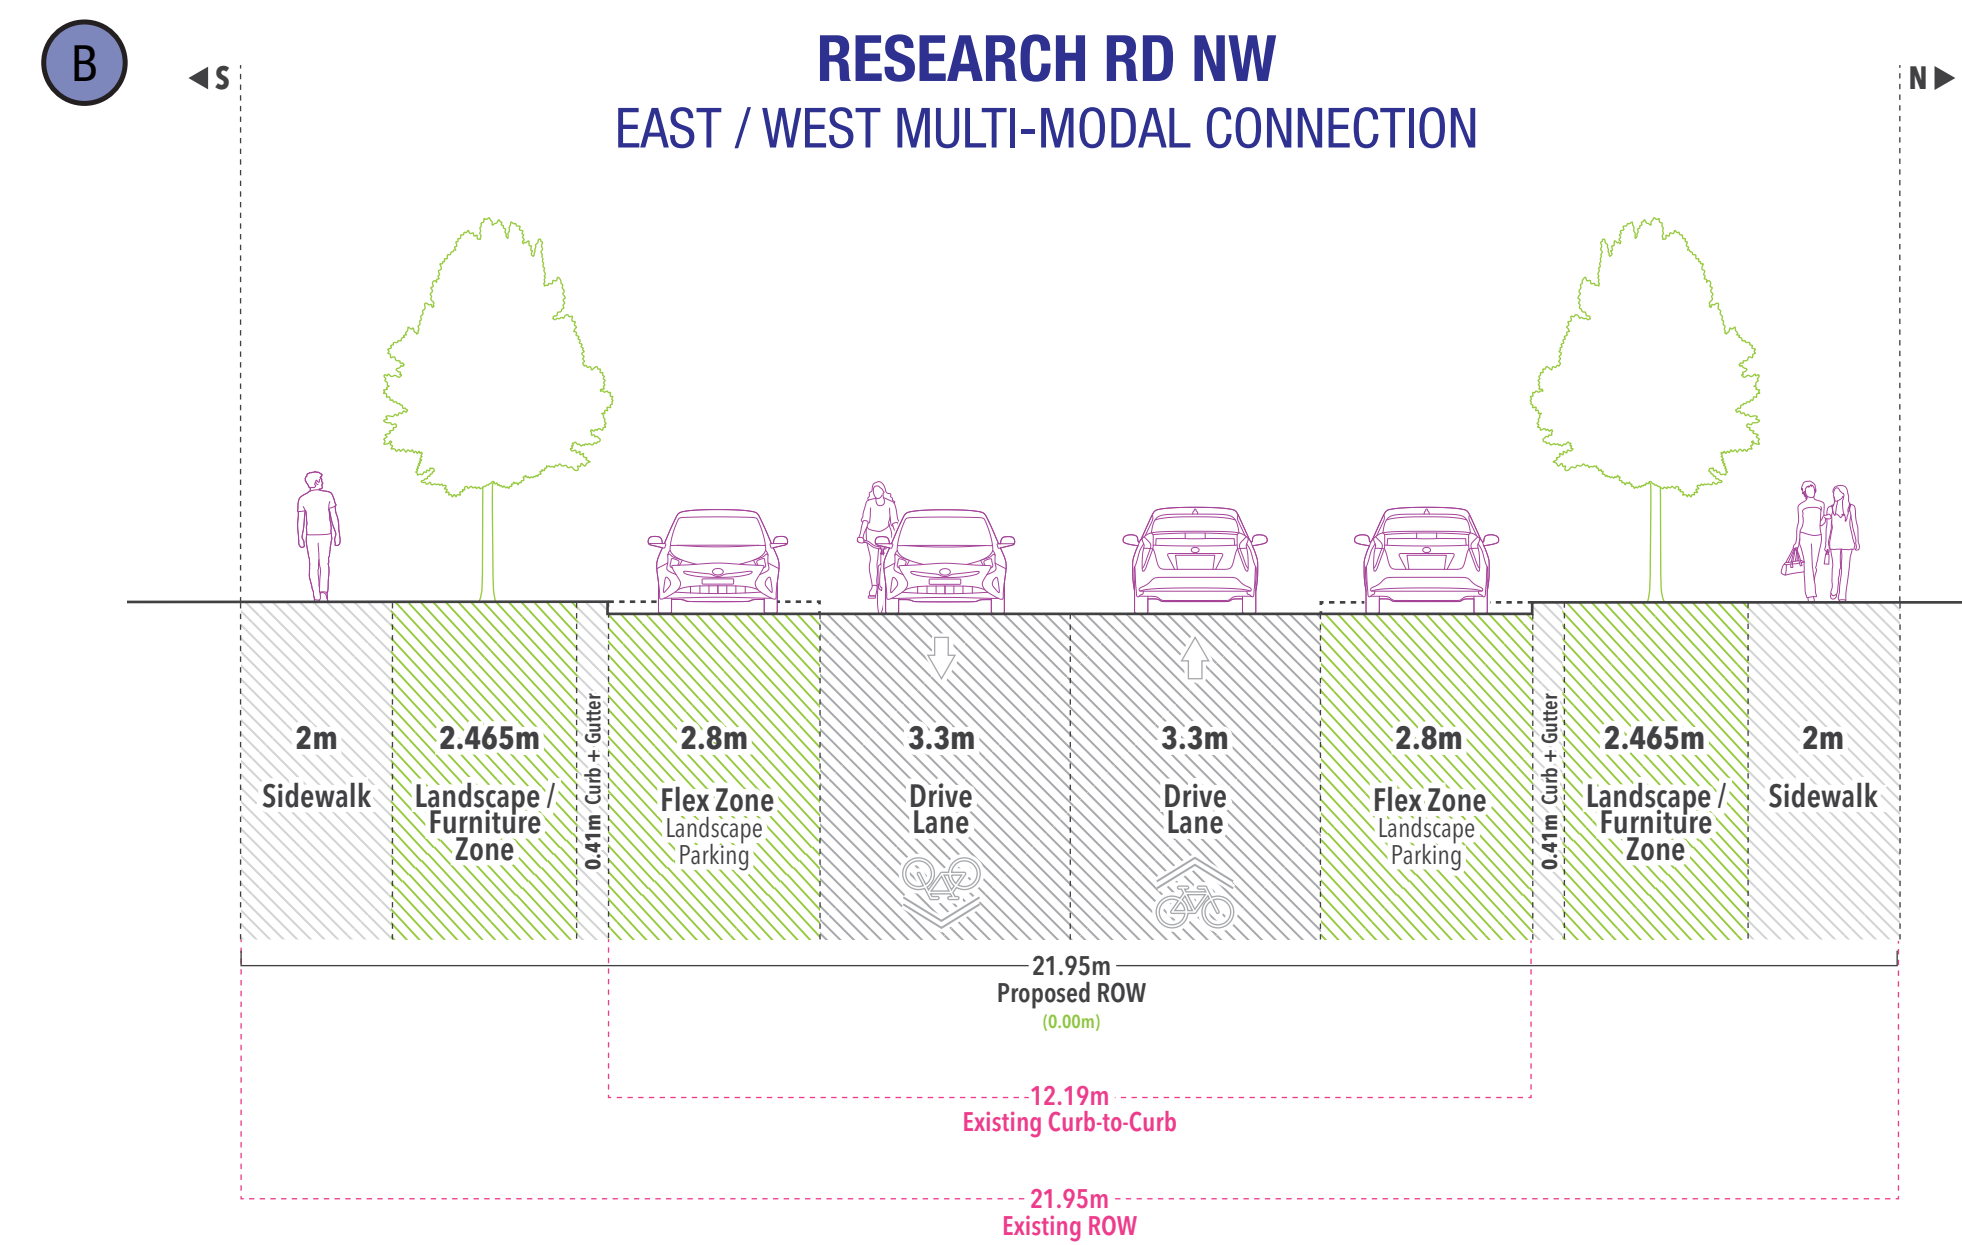 B
S
RESEARCH RD NW
N
EAST / WEST MULTI-MODAL CONNECTION
2m
Sidewalk
2.465m
Landscape /
Furniture
Zone
0.41m Curb + Gutter
2.8m
Flex Zone
Landscape
Parking
3.3m
Drive
Lane
3.3m
Drive
Lane
2.8m
Flex Zone
Landscape
Parking
0.41m Curb + Gutter
2.465m
Landscape /
Furniture
Zone
2m
Sidewalk
21.95m
Proposed ROW
(0.00m)
12.19m
Existing Curb-to-Curb
21.95m
Existing ROW